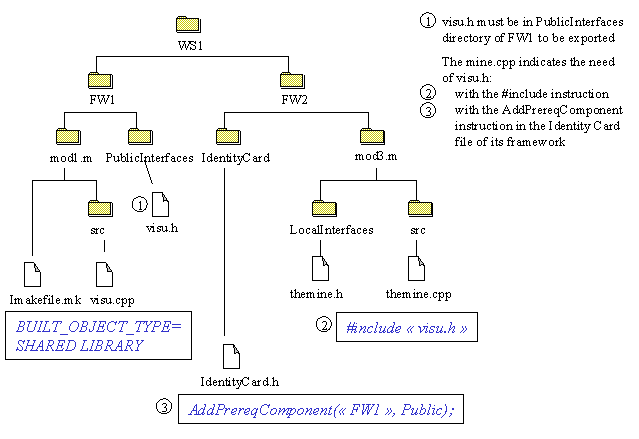 WS1
FW1
FW2
mod1.m
PublicInterfaces
IdentityCard
mod3.m
1
visu.h
src
LocalInterfaces
src
Imakefile.mk
visu.cpp
themine.h
themine.cpp
BUILT_OBJECT_TYPE=
SHARED LIBRARY
2
#include « visu.h »
IdentityCard.h
3
AddPrereqComponent(« FW1 », Public);
1 visu.h must be in PublicInterfaces
directory of FW1 to be exported
The mine.cpp indicates the need
of visu.h:
2 with the #include instruction
3 with the AddPrereqComponent
instruction in the Identity Card
file of its framework